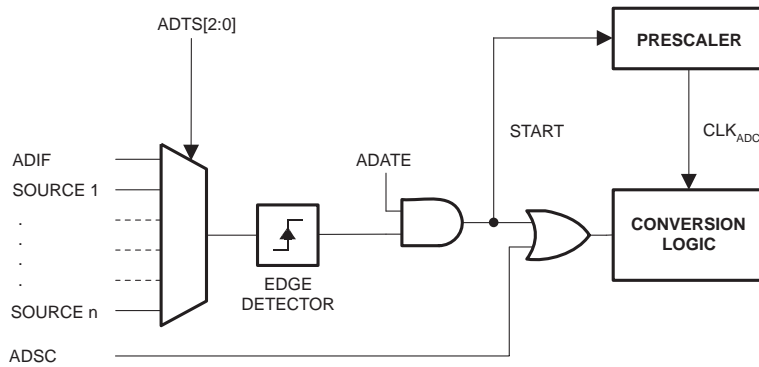 ADTS[2:0]
PRESCALER
START
CLKADC
ADIF
ADATE
SOURCE 1
.
.
.
.
CONVERSION
LOGIC
EDGE
DETECTOR
SOURCE n
ADSC